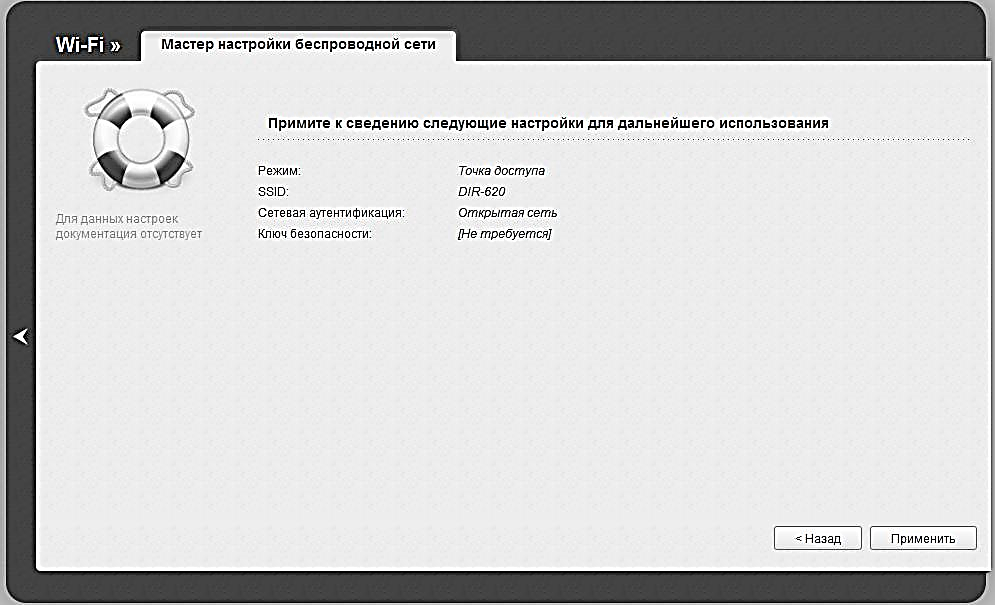 Wi-Fi »
Мастер настройки беспроводной сети
Примите к сведению следующие настройки для дальнейшего использования
Для данных настроек
документация отсутствует
Режим: Точка доступа
SSID: DIR-620
Сетевая аутентификация: Открытая сеть
Ключ безопасности: [Не требуется]
< Назад Применить